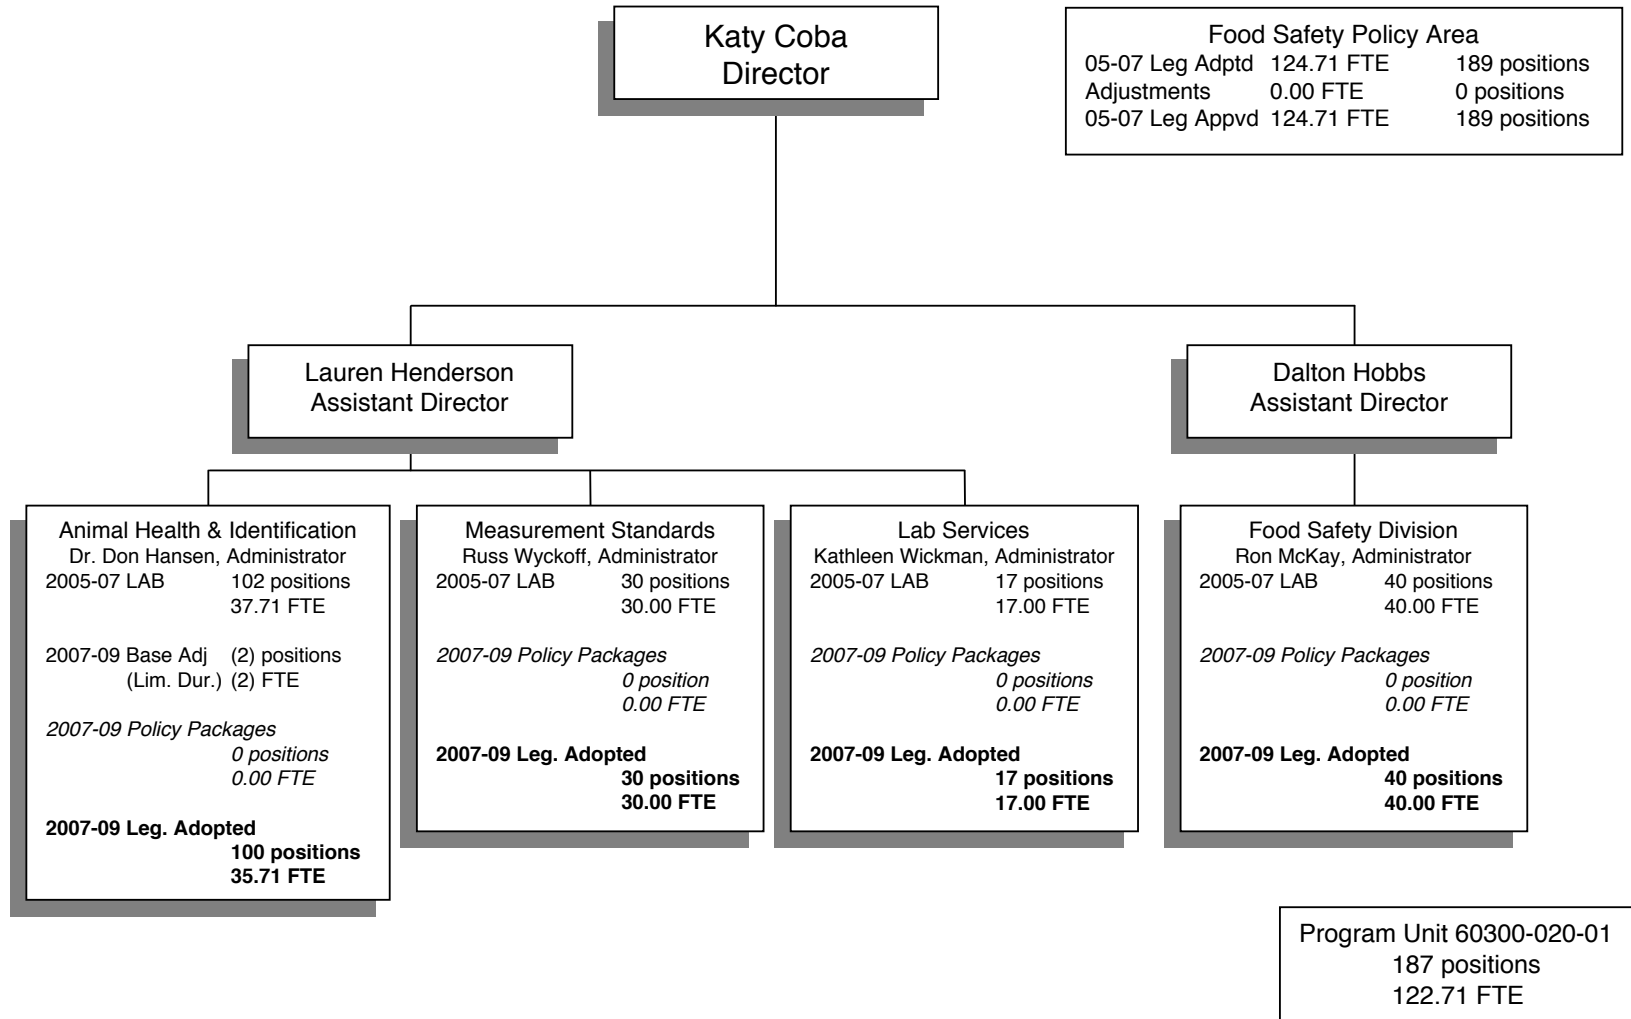 Katy Coba
Director
Food Safety Policy Area
05-07 Leg Adptd 124.71 FTE 189 positions
Adjustments 0.00 FTE 0 positions
05-07 Leg Appvd 124.71 FTE 189 positions
Lauren Henderson
Assistant Director
Dalton Hobbs
Assistant Director
Animal Health & Identification
Dr. Don Hansen, Administrator
2005-07 LAB 102 positions
37.71 FTE
2007-09 Base Adj (2) positions
(Lim. Dur.) (2) FTE
2007-09 Policy Packages
0 positions
0.00 FTE
2007-09 Leg. Adopted
100 positions
35.71 FTE
Measurement Standards
Russ Wyckoff, Administrator
2005-07 LAB 30 positions
30.00 FTE
2007-09 Policy Packages
0 position
0.00 FTE
2007-09 Leg. Adopted
30 positions
30.00 FTE
Lab Services
Kathleen Wickman, Administrator
2005-07 LAB 17 positions
17.00 FTE
2007-09 Policy Packages
0 positions
0.00 FTE
2007-09 Leg. Adopted
17 positions
17.00 FTE
Food Safety Division
Ron McKay, Administrator
2005-07 LAB 40 positions
40.00 FTE
2007-09 Policy Packages
0 position
0.00 FTE
2007-09 Leg. Adopted
40 positions
40.00 FTE
Program Unit 60300-020-01
187 positions
122.71 FTE